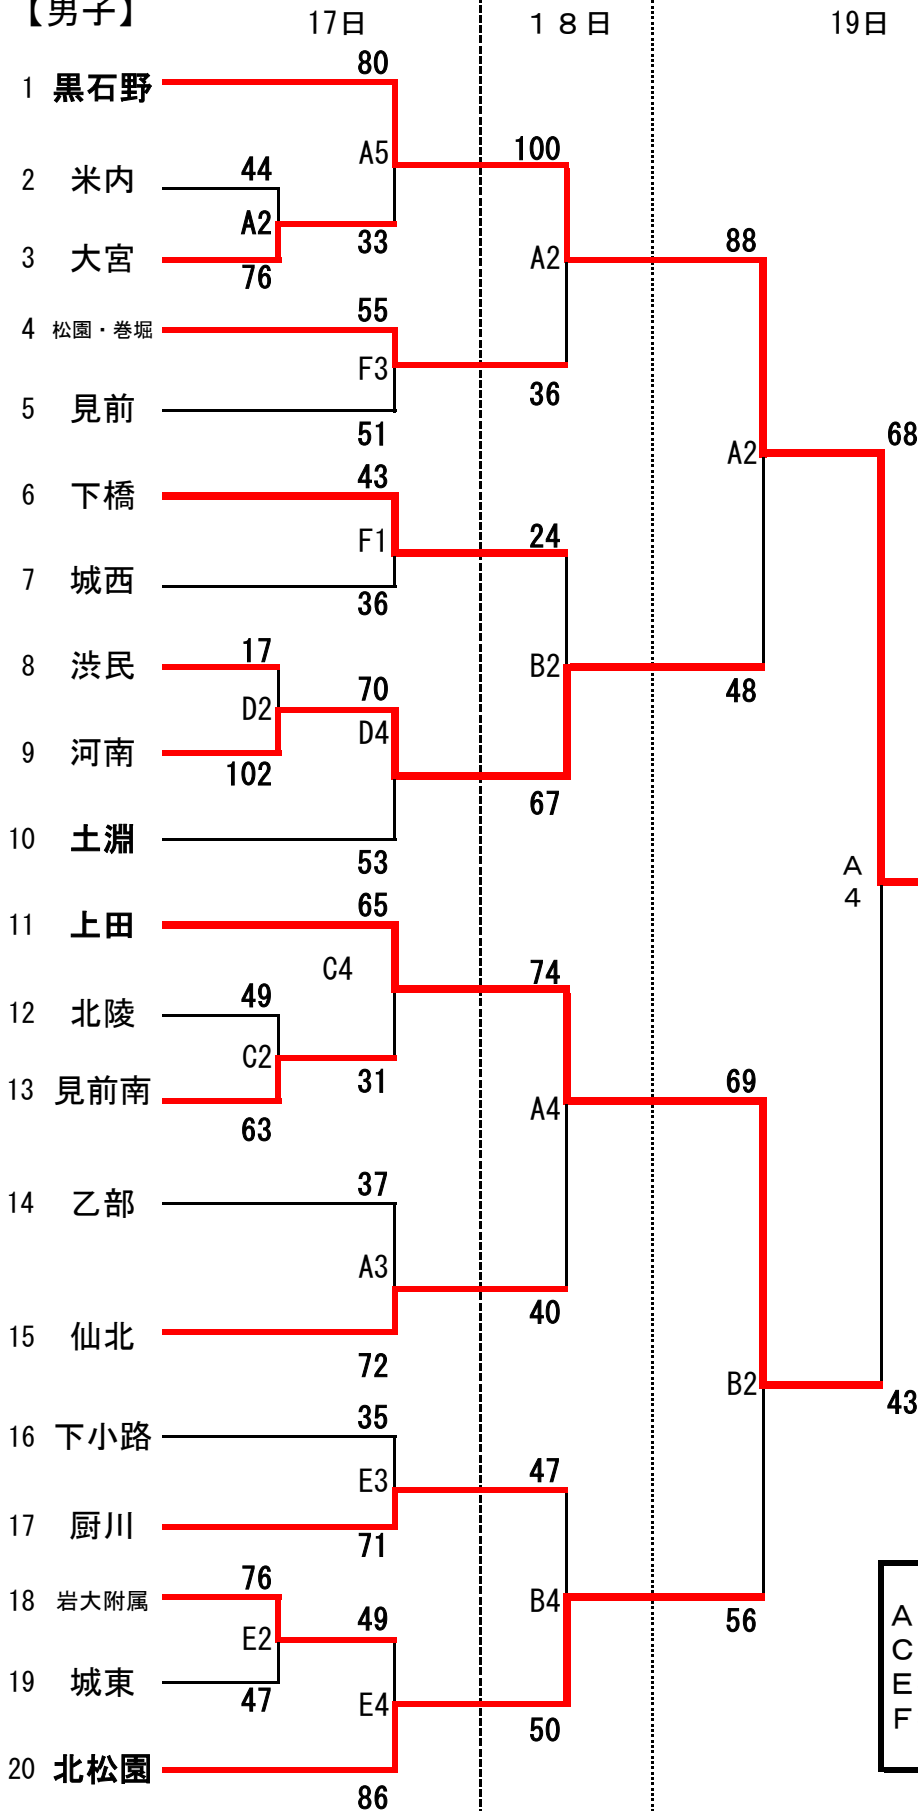 【男子】
17日 １８日 19日
80
1 黒石野
A5 100
2 米内 44
A2
33 88
3 大宮 A2
76
55
4 松園・巻堀
F3
36
5 見前
51 68
43 A2
6 下橋
24
F1
7 城西
36
17
8 渋民 B2
70 48
D2
D4
9 河南
102
67
10 土淵
53
A
4
65
11 上田
C4 74
49
12 北陵
C2
31 69
13 見前南
A4
63
37
14 乙部
A3
40
15 仙北
72
B2
43
35
16 下小路
47
E3
17 厨川
71
76
18 岩大附属 B4
49 56
E2
A
C
E
F
19 城東
47
E4
50
20 北松園
86